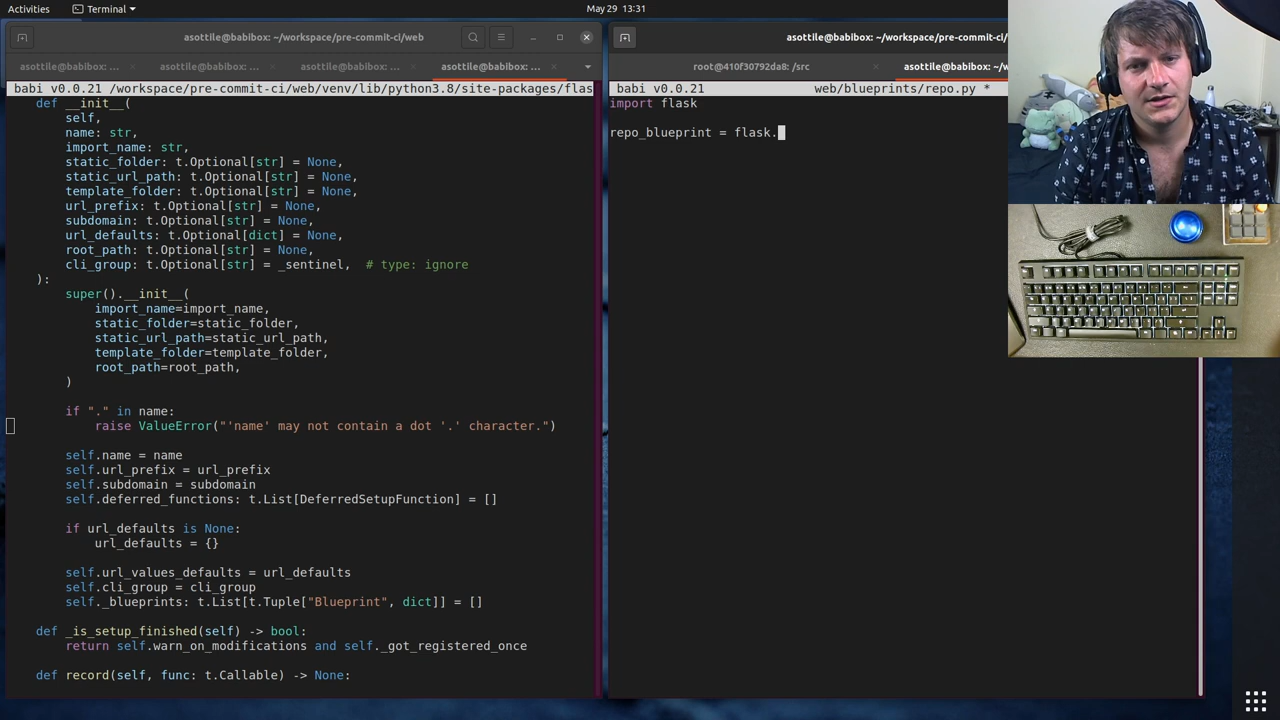 Activities
Terminal
May 29 13:31
asottile@babibox: ~/workspace/pre-commit-ci/web
asottile@babibox: ...
asottile@babibox: ...
asottile@babibox: ...
asottile@babibox: ...
babi v0.0.21 /workspace/pre-commit-ci/web/venv/lib/python3.8/site-packages/flas
def __init__(
self,
name: str,
import_name: str,
static_folder: t.Optional[str] = None,
static_url_path: t.Optional[str] = None,
template_folder: t.Optional[str] = None,
url_prefix: t.Optional[str] = None,
subdomain: t.Optional[str] = None,
url_defaults: t.Optional[dict] = None,
root_path: t.Optional[str] = None,
cli_group: t.Optional[str] = _sentinel,  # type: ignore
):
super().__init__(
import_name=import_name,
static_folder=static_folder,
static_url_path=static_url_path,
template_folder=template_folder,
root_path=root_path,
)
if "." in name:
raise ValueError("'name' may not contain a dot '.' character.")
self.name = name
self.url_prefix = url_prefix
self.subdomain = subdomain
self.deferred_functions: t.List[DeferredSetupFunction] = []
if url_defaults is None:
url_defaults = {}
self.url_values_defaults = url_defaults
self.cli_group = cli_group
self._blueprints: t.List[t.Tuple["Blueprint", dict]] = []
def _is_setup_finished(self) -> bool:
return self.warn_on_modifications and self._got_registered_once
def record(self, func: t.Callable) -> None:
asottile@babibox: ~/workspace/pre-commit-ci/
root@410f30792da8: /src
asottile@babibox: ~/w
babi v0.0.21
web/blueprints/repo.py *
import flask
repo_blueprint = flask.